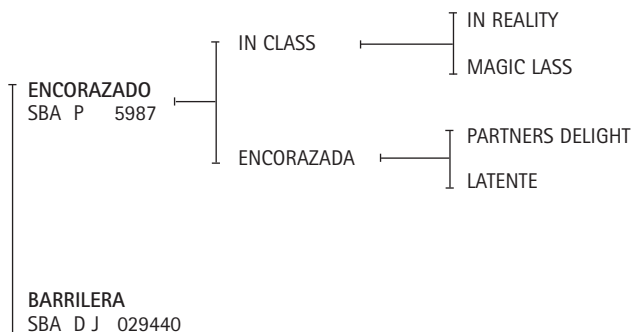 IN REALITY
IN CLASS
MAGIC LASS
ENCORAZADO
SBA P 5987
PARTNERS DELIGHT
ENCORAZADA
LATENTE
BARRILERA
SBA D J 029440